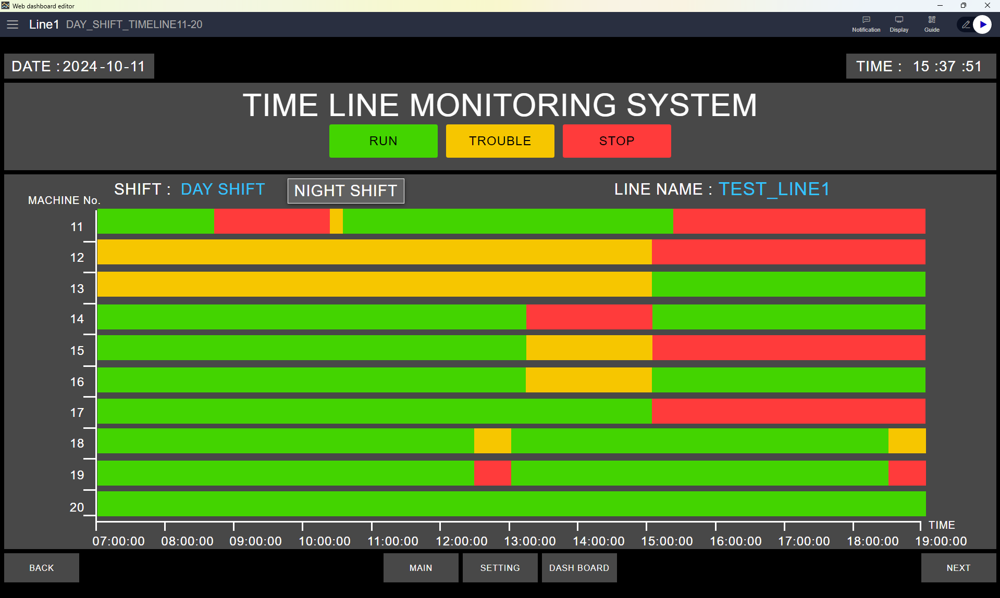 Web dashboard editor
Line1 DAY_SHIFT_TIMELINE11-20
Notification Display Guide
DATE :2024-10-11
TIME : 15 :37 :51
TIME LINE MONITORING SYSTEM
RUN TROUBLE STOP
SHIFT : DAY SHIFT NIGHT SHIFT LINE NAME : TEST_LINE1
MACHINE No.
11
12
13
14
15
16
17
18
19
20
TIME
07:00:00 08:00:00 09:00:00 10:00:00 11:00:00 12:00:00 13:00:00 14:00:00 15:00:00 16:00:00 17:00:00 18:00:00 19:00:00
BACK MAIN SETTING DASH BOARD NEXT